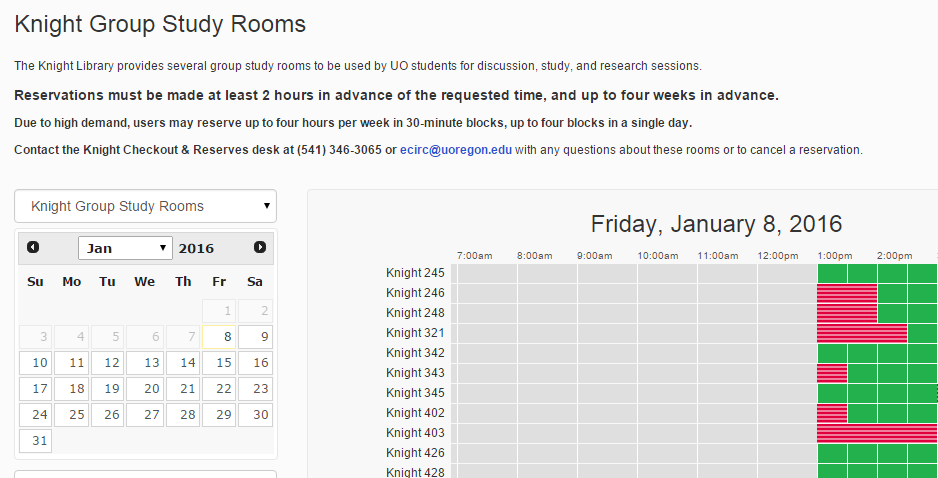 Knight Group Study Rooms
The Knight Library provides several group study rooms to be used by UO students for discussion, study, and research sessions.
Reservations must be made at least 2 hours in advance of the requested time, and up to four weeks in advance.
Due to high demand, users may reserve up to four hours per week in 30-minute blocks, up to four blocks in a single day.
Contact the Knight Checkout & Reserves desk at (541) 346-3065 or ecirc@uoregon.edu with any questions about these rooms or to cancel a reservation.
Knight Group Study Rooms
Jan 2016
Su Mo Tu We Th Fr Sa
1 2
3 4 5 6 7 8 9
10 11 12 13 14 15 16
17 18 19 20 21 22 23
24 25 26 27 28 29 30
31
Friday, January 8, 2016
7:00am 8:00am 9:00am 10:00am 11:00am 12:00pm 1:00pm 2:00pm
Knight 245
Knight 246
Knight 248
Knight 321
Knight 342
Knight 343
Knight 345
Knight 402
Knight 403
Knight 426
Knight 428